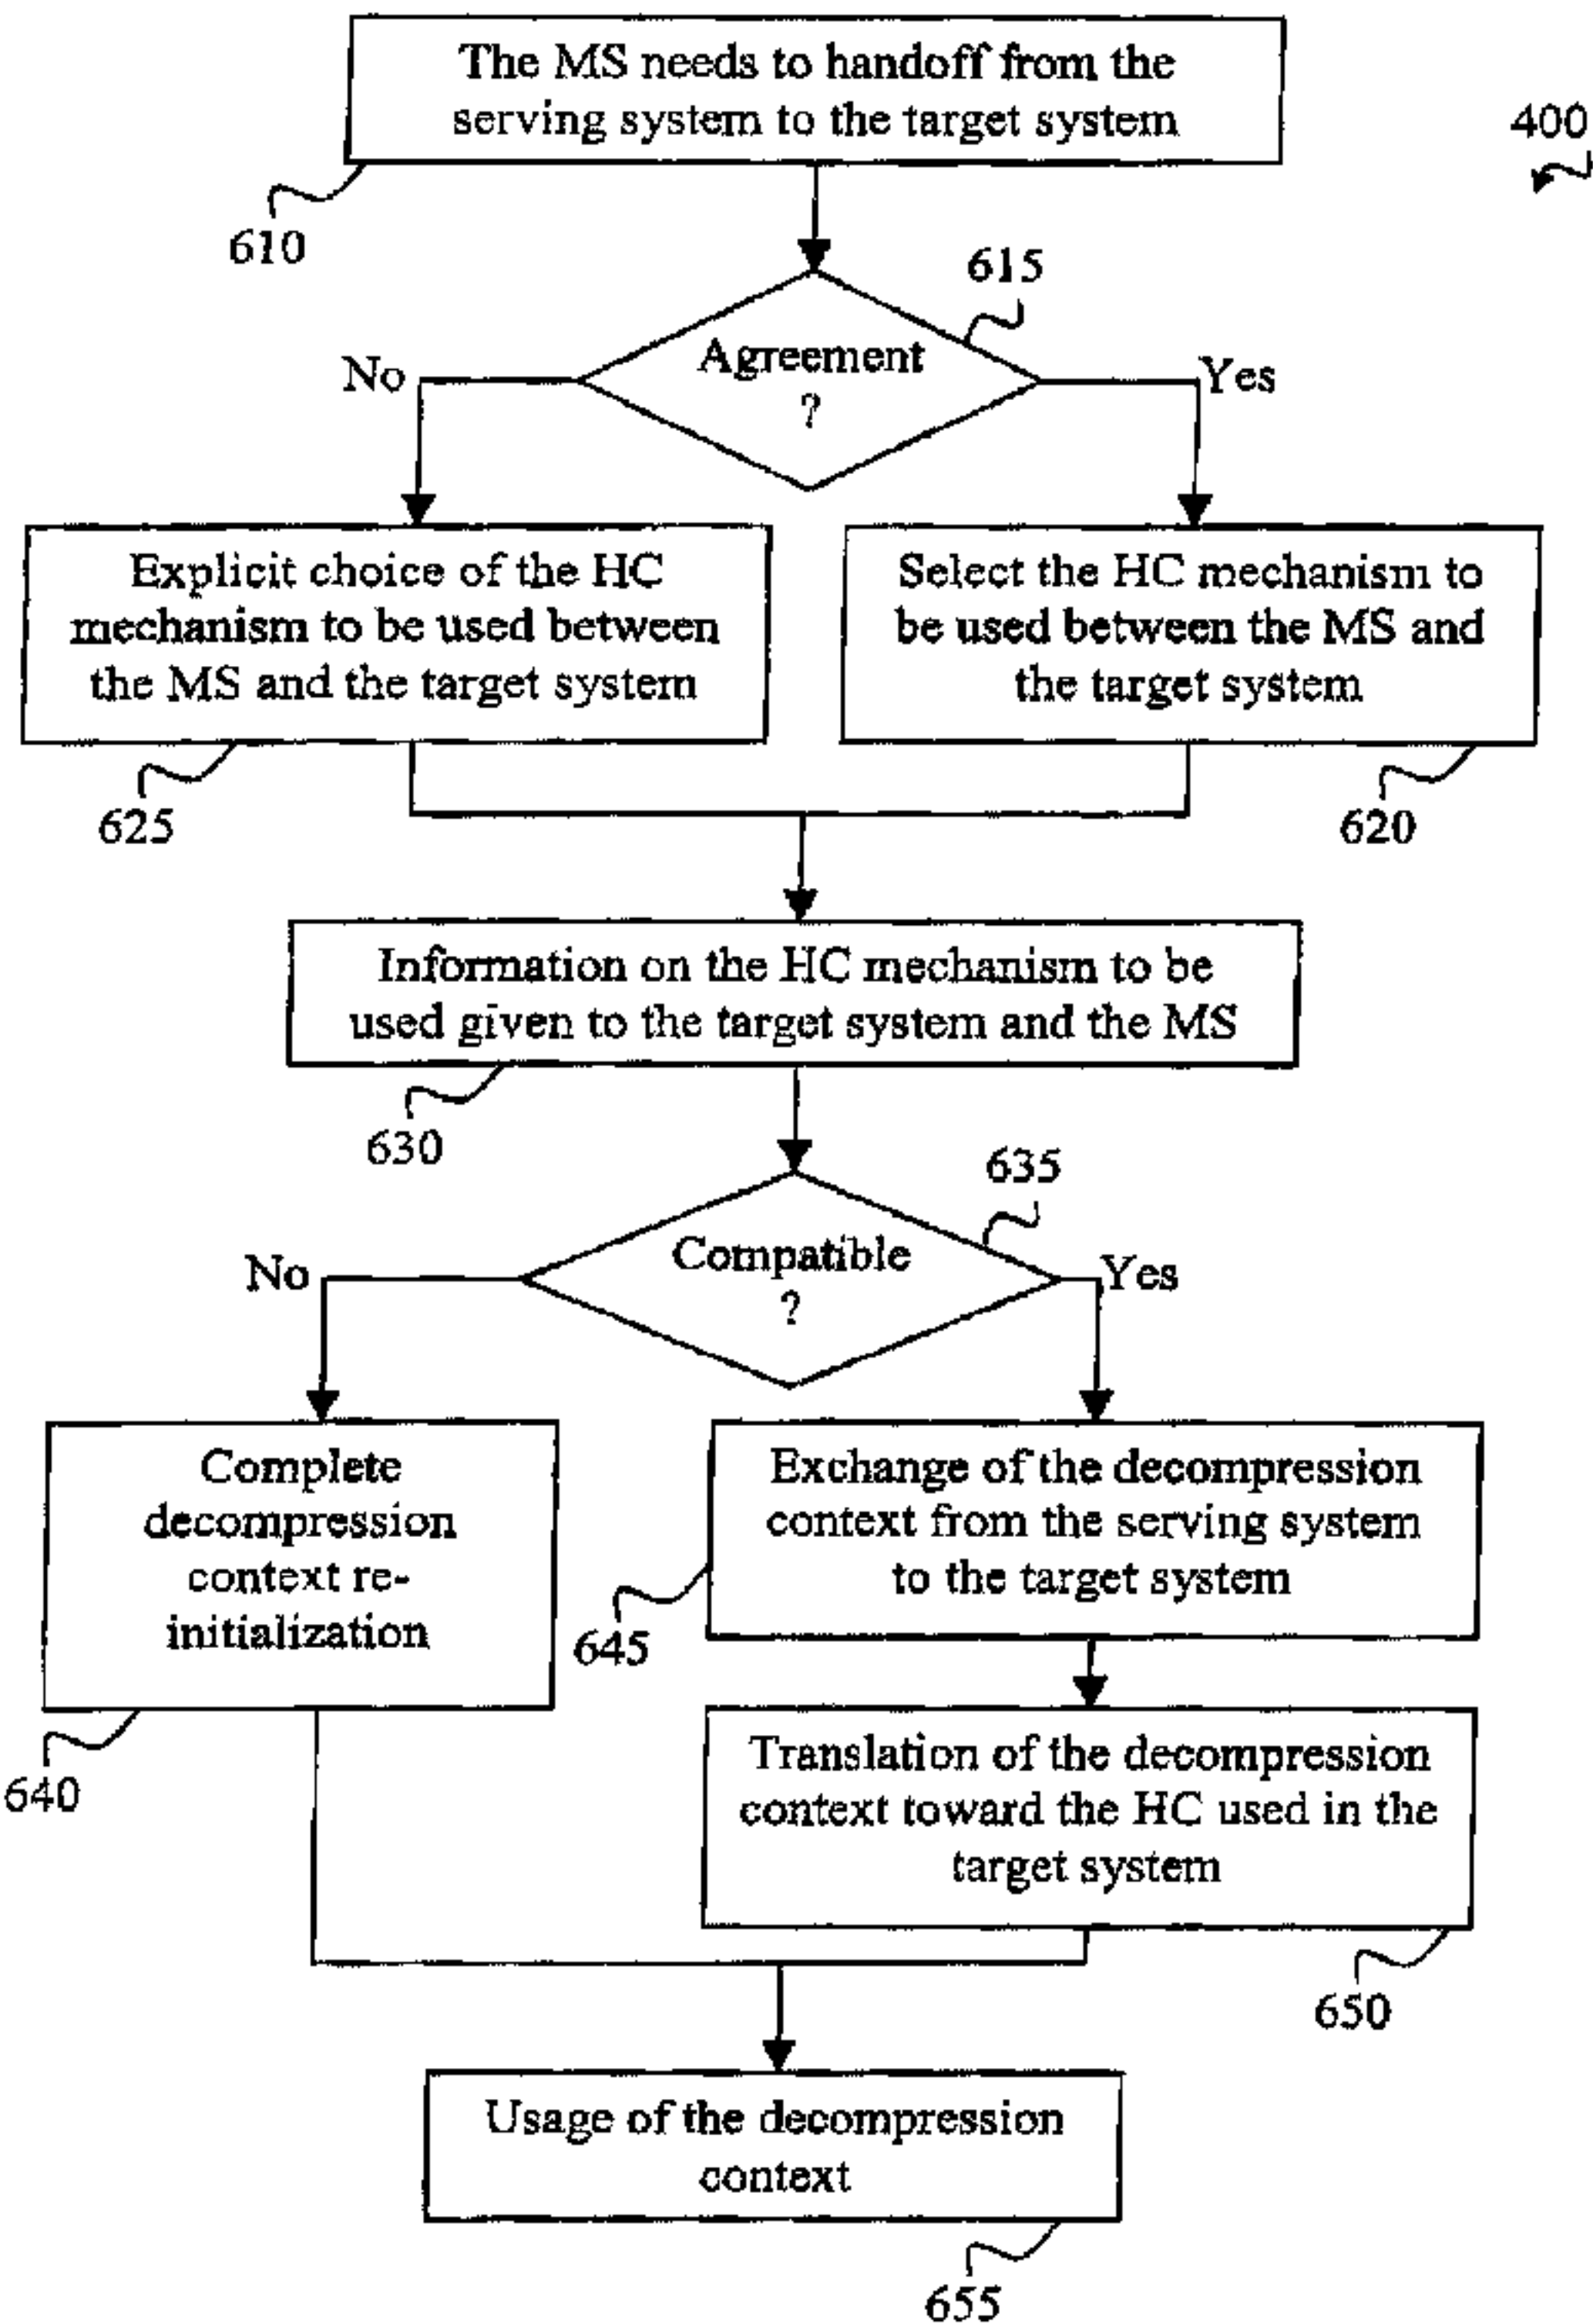 The MS needs to handoff from the
serving system to the target system
400
610
615
Agreement
?
No
Yes
Explicit choice of the HC
mechanism to be used between
the MS and the target system
Select the HC mechanism to
be used between the MS and
the target system
625
620
Information on the HC mechanism to be
used given to the target system and the MS
630
635
Compatible
?
No
Yes
Complete
decompression
context re-
initialization
Exchange of the decompression
context from the serving system
to the target system
645
640
Translation of the decompression
context toward the HC used in the
target system
650
Usage of the decompression
context
655